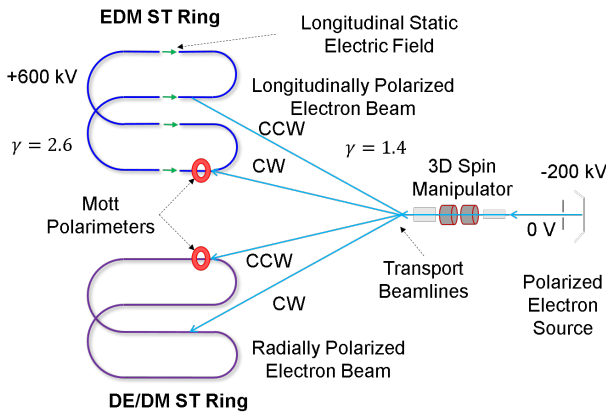 EDM ST Ring
Longitudinal Static
Electric Field
+600 kV
Longitudinally Polarized
Electron Beam
CCW
γ = 2.6
γ = 1.4
CW
3D Spin
Manipulator
-200 kV
0 V
Mott
Polarimeters
CCW
CW
Transport
Beamlines
Polarized
Electron
Source
Radially Polarized
Electron Beam
DE/DM ST Ring